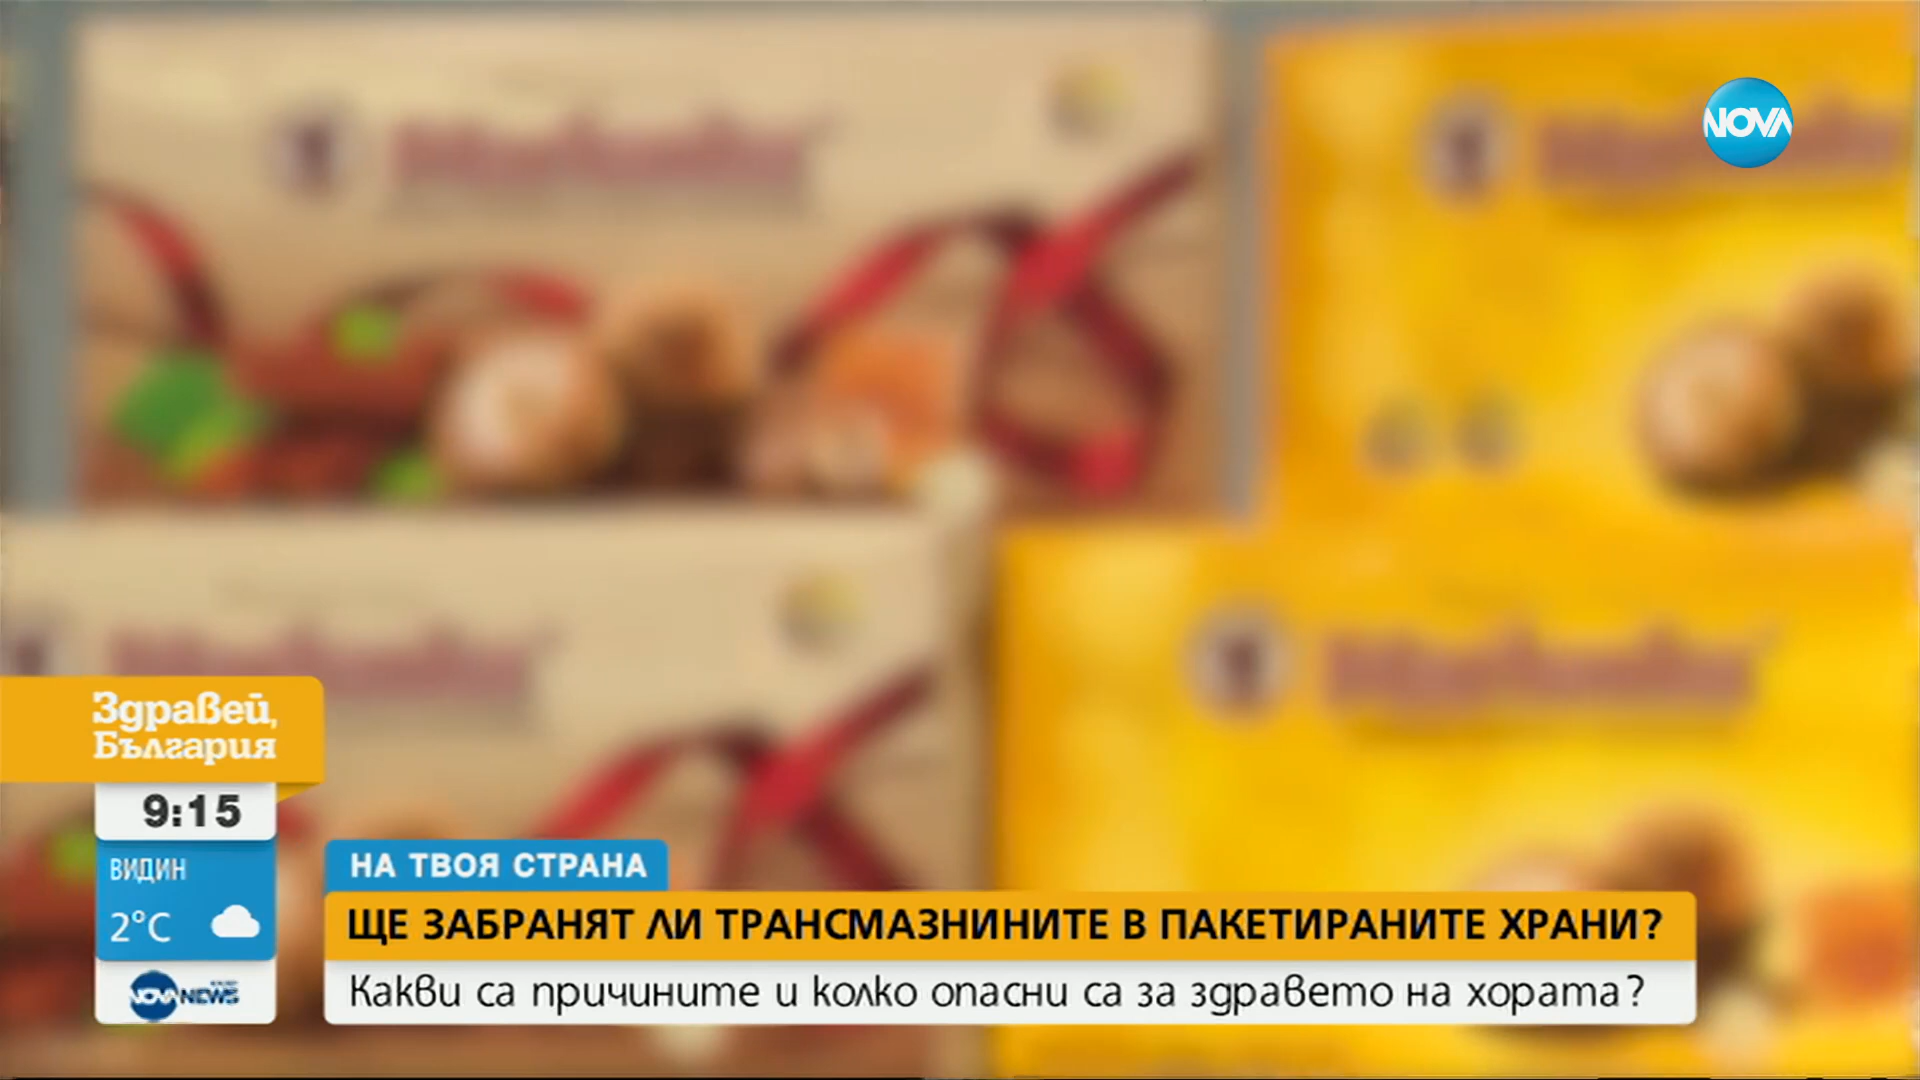 NOVA
Здравей,
България
9:15
ВИДИН
2°C
NOVA NEWS
НА ТВОЯ СТРАНА
ЩЕ ЗАБРАНЯТ ЛИ ТРАНСМАЗНИНИТЕ В ПАКЕТИРАНИТЕ ХРАНИ?
Какви са причините и колко опасни са за здравето на хората?